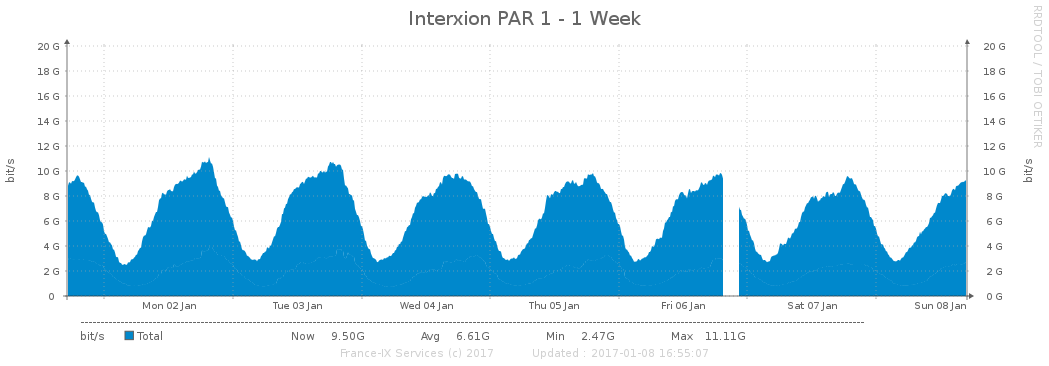 Interxion PAR 1 - 1 Week
RRDTOOL / TOBI OETIKER
bit/s
20 G 20 G
18 G 18 G
16 G 16 G
14 G 14 G
12 G 12 G
10 G 10 G
8 G 8 G
6 G 6 G
4 G 4 G
2 G 2 G
0 0 G
bit/s
Mon 02 Jan Tue 03 Jan Wed 04 Jan Thu 05 Jan Fri 06 Jan Sat 07 Jan Sun 08 Jan
bit/s Total Now 9.50G Avg 6.61G Min 2.47G Max 11.11G
France-IX Services (c) 2017 Updated : 2017-01-08 16:55:07